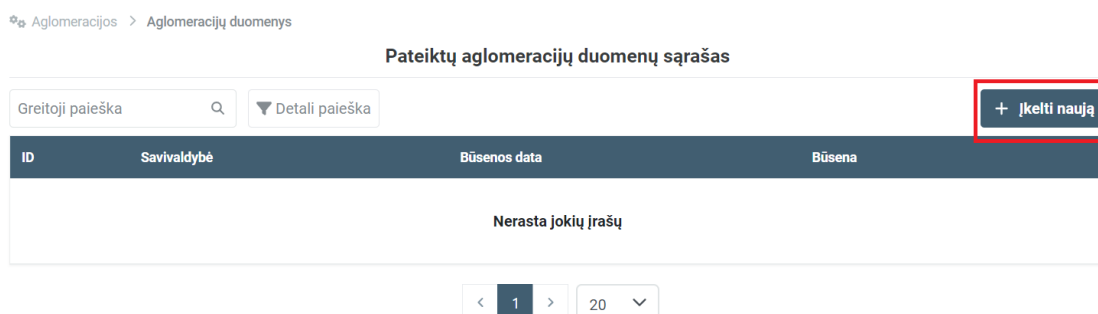 Aglomeracijos > Aglomeracijų duomenys
Pateiktų aglomeracijų duomenų sąrašas
Greitoji paieška Detali paieška + Įkelti naują
ID Savivaldybė Būsenos data Būsena
Nerasta jokių įrašų
< 1 > 20